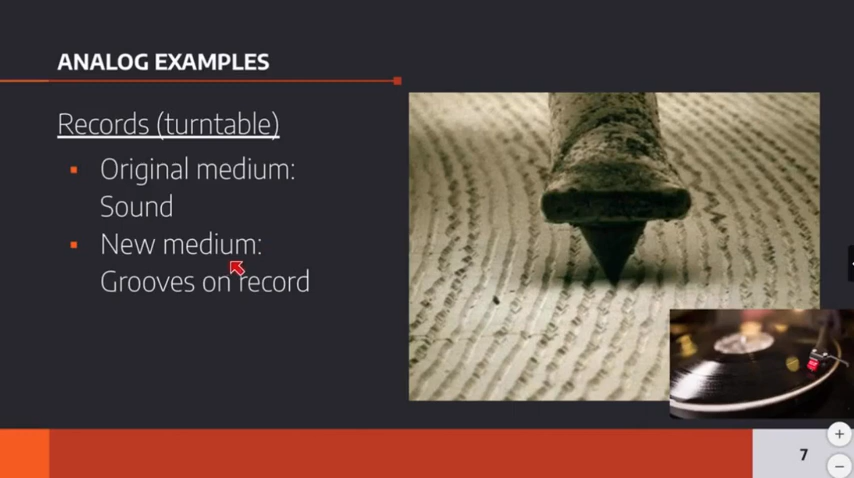 ANALOG EXAMPLES
Records (turntable)
Original medium:
Sound
New medium:
Grooves on record
7